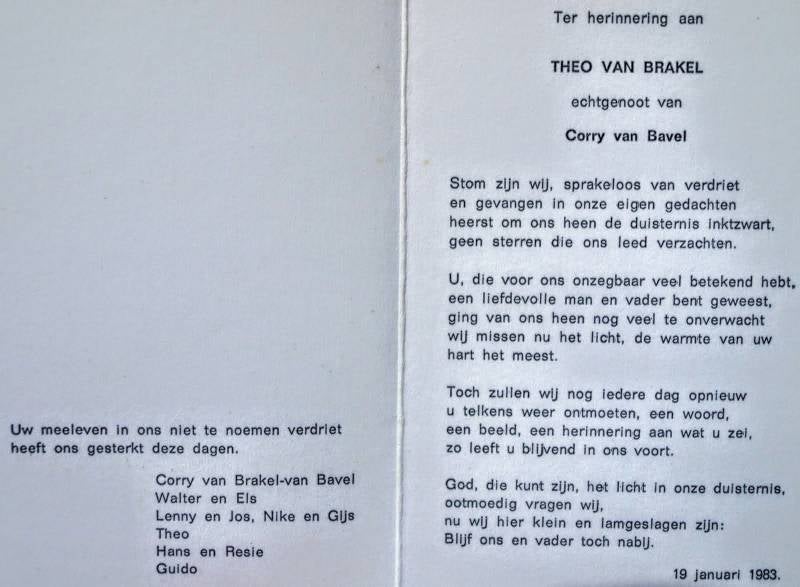 Uw meeleven in ons niet te noemen verdriet
heeft ons gesterkt deze dagen.
Corry van Brakel-van Bavel
Walter en Els
Lenny en Jos, Nike en Gijs
Theo
Hans en Resie
Guido
Ter herinnering aan
THEO VAN BRAKEL
echtgenoot van
Corry van Bavel
Stom zijn wij, sprakeloos van verdriet
en gevangen in onze eigen gedachten
heerst om ons heen de duisternis inktzwart,
geen sterren die ons leed verzachten.
U, die voor ons onzegbaar veel betekend hebt,
een liefdevolle man en vader bent geweest,
ging van ons heen nog veel te onverwacht
wij missen nu het licht, de warmte van uw
hart het meest.
Toch zullen wij nog iedere dag opnieuw
u telkens weer ontmoeten, een woord,
een beeld, een herinnering aan wat u zei,
zo leeft u blijvend in ons voort.
God, die kunt zijn, het licht in onze duisternis,
ootmoedig vragen wij,
nu wij hier klein en lamgeslagen zijn:
Blijf ons en vader toch nabij.
19 januari 1983.